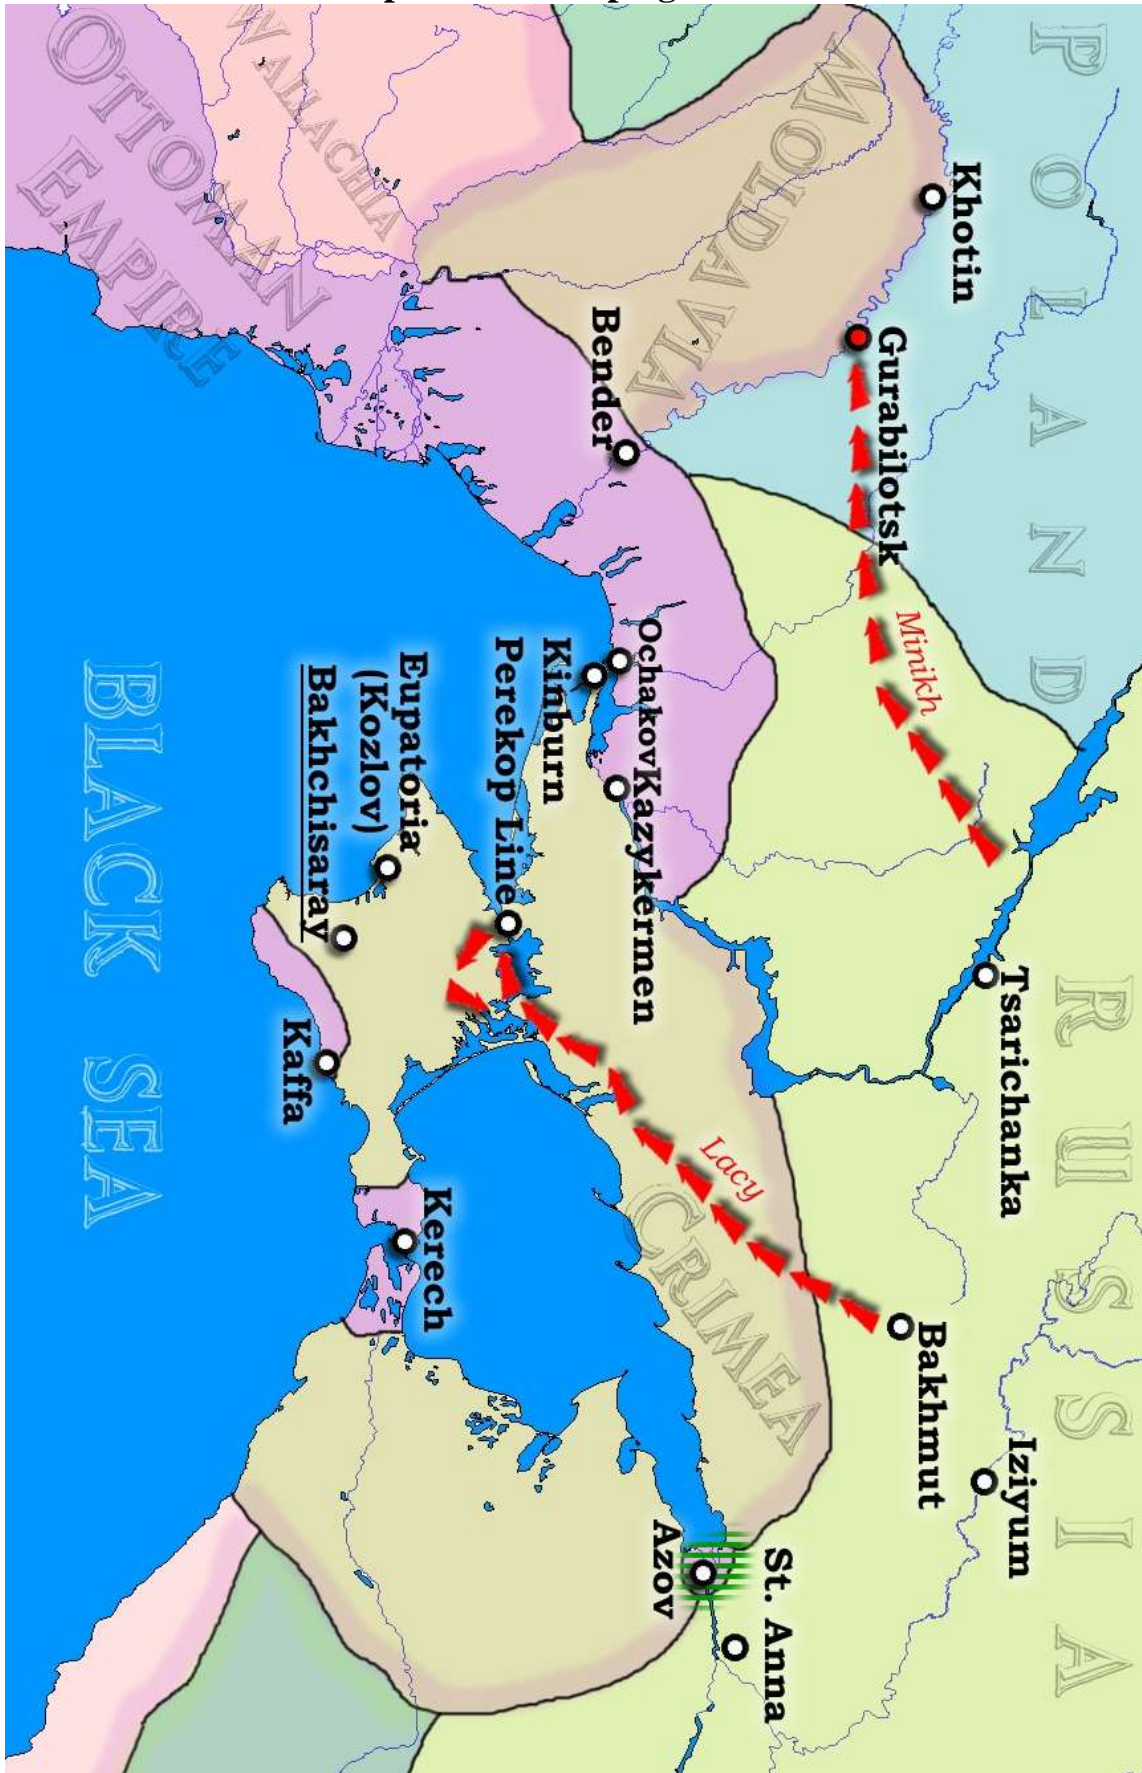 POLAND
RUSSIA
MOLDAVIA
WALLACHIA
OTTOMAN
EMPIRE
CRIMEA
BLACK SEA
Khotin
Gurabilotsk
Bender
Minikh
Ochakov
Kinburn
Kazykermen
Perekop Line
Eupatoria
(Kozlov)
Bakhchisaray
Kaffa
Kerech
Lacy
Tsarichanka
Bakhmut
Iziyum
St. Anna
Azov